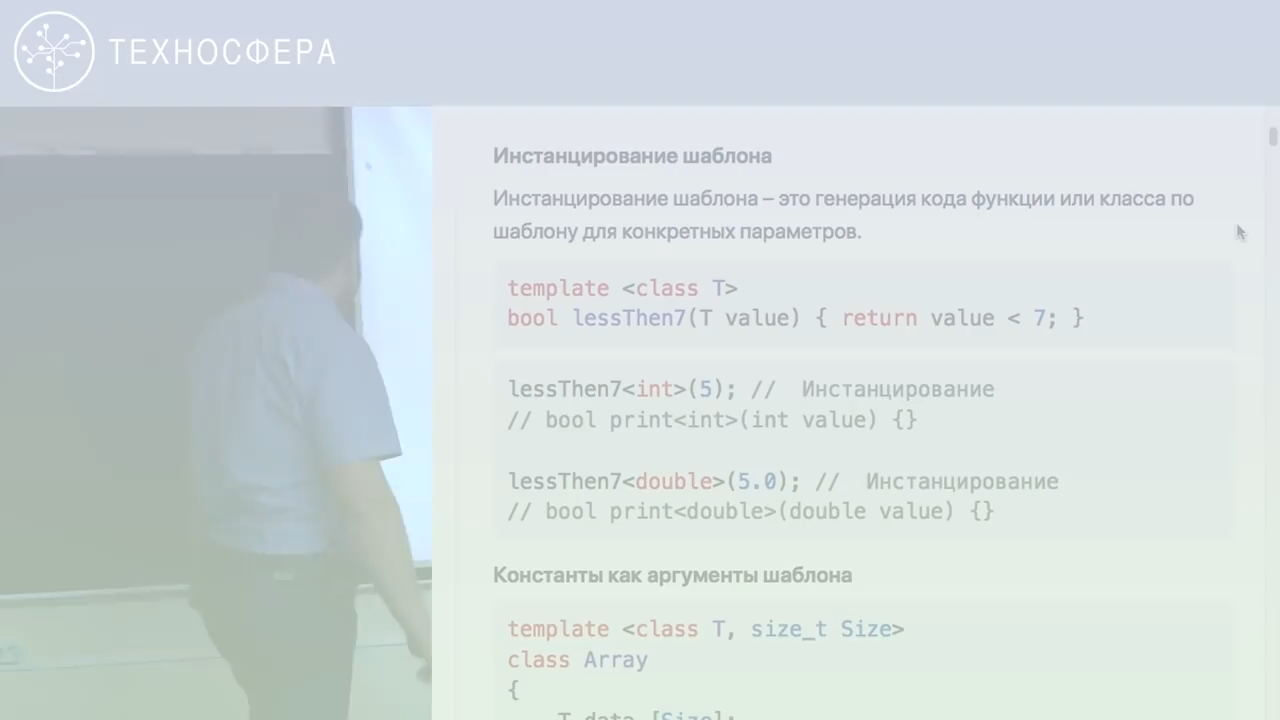 ТЕХНОСФЕРА
Инстанцирование шаблона
Инстанцирование шаблона – это генерация кода функции или класса по
шаблону для конкретных параметров.
template <class T>
bool lessThen7(T value) { return value < 7; }
lessThen7<int>(5); //  Инстанцирование
// bool print<int>(int value) {}
lessThen7<double>(5.0); //  Инстанцирование
// bool print<double>(double value) {}
Константы как аргументы шаблона
template <class T, size_t Size>
class Array
{
T data_[Size];